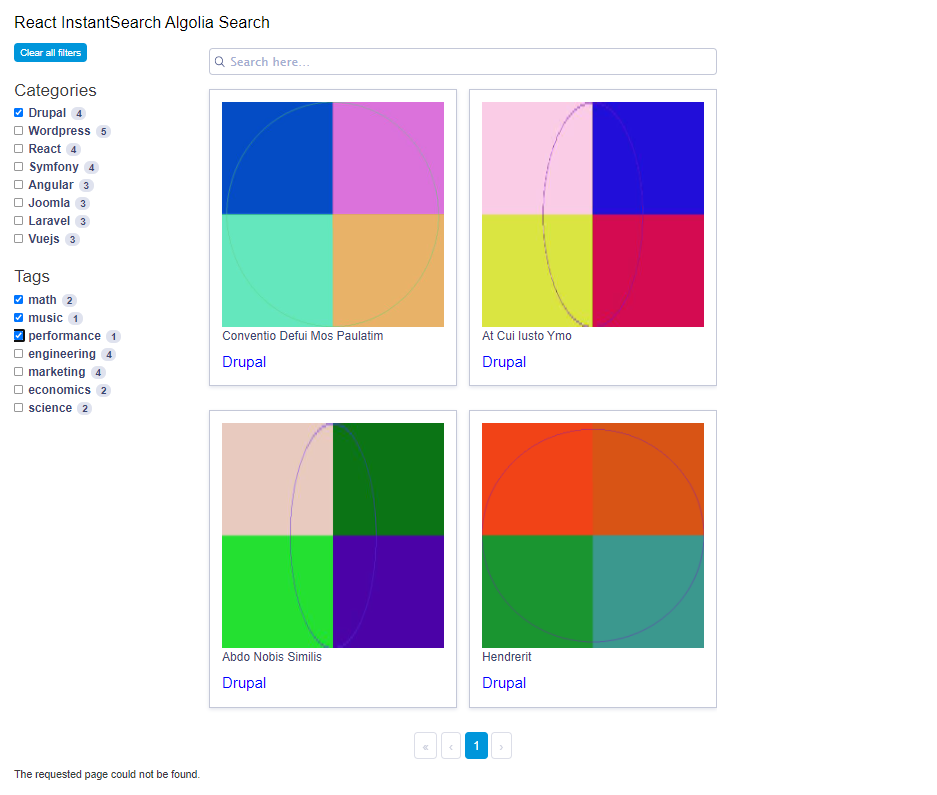 React InstantSearch Algolia Search
Clear all filters
Categories
Drupal 4
Wordpress 5
React 4
Symfony 4
Angular 3
Joomla 3
Laravel 3
Vuejs 3
Tags
math 2
music 1
performance 1
engineering 4
marketing 4
economics 2
science 2
Search here...
Conventio Defui Mos Paulatim
Drupal
At Cui Iusto Ymo
Drupal
Abdo Nobis Similis
Drupal
Hendrerit
Drupal
« ‹ 1 ›
The requested page could not be found.